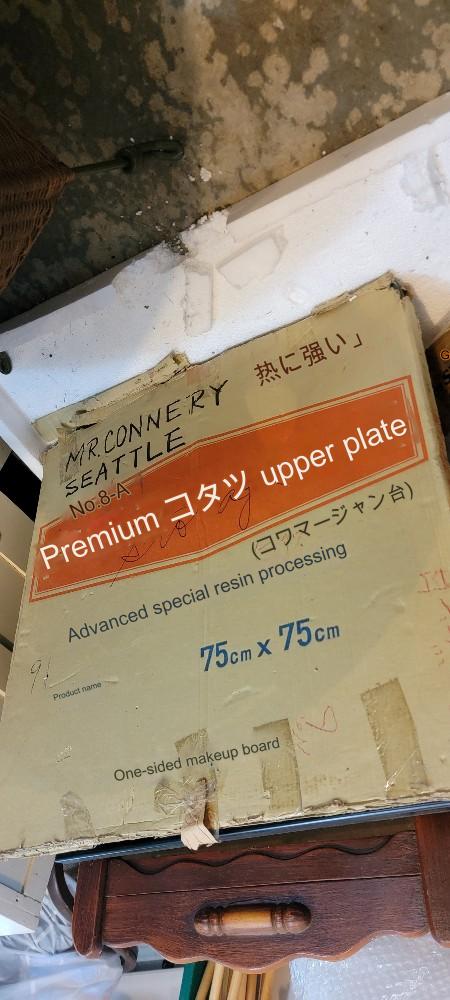 熱に強い」
MR. CONNERY
SEATTLE
No.8-A
Premium コタツ upper plate
(コワマージャン台)
Advanced special resin processing
75cm x 75cm
Product name
One-sided makeup board